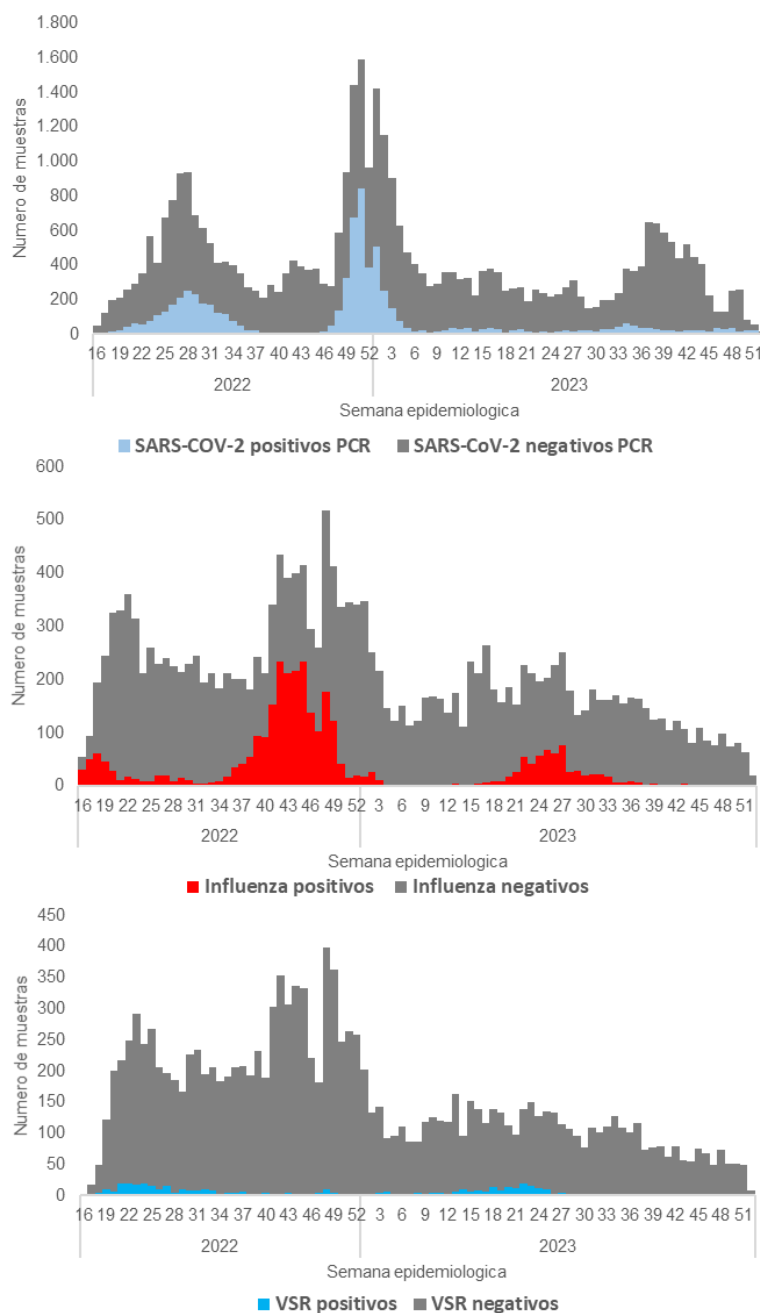 1.800
1.600
1.400
1.200
1.000
800
600
400
200
0
Numero de muestras
16 19 22 25 28 31 34 37 40 43 46 49 52 3 6 9 12 15 18 21 24 27 30 33 36 39 42 45 48 51
2022 2023
Semana epidemiologica
SARS-COV-2 positivos PCR SARS-CoV-2 negativos PCR
600
500
400
300
200
100
0
Numero de muestras
16 19 22 25 28 31 34 37 40 43 46 49 52 3 6 9 12 15 18 21 24 27 30 33 36 39 42 45 48 51
2022 2023
Semana epidemiologica
Influenza positivos Influenza negativos
450
400
350
300
250
200
150
100
50
0
Numero de muestras
16 19 22 25 28 31 34 37 40 43 46 49 52 3 6 9 12 15 18 21 24 27 30 33 36 39 42 45 48 51
2022 2023
Semana epidemiologica
VSR positivos VSR negativos